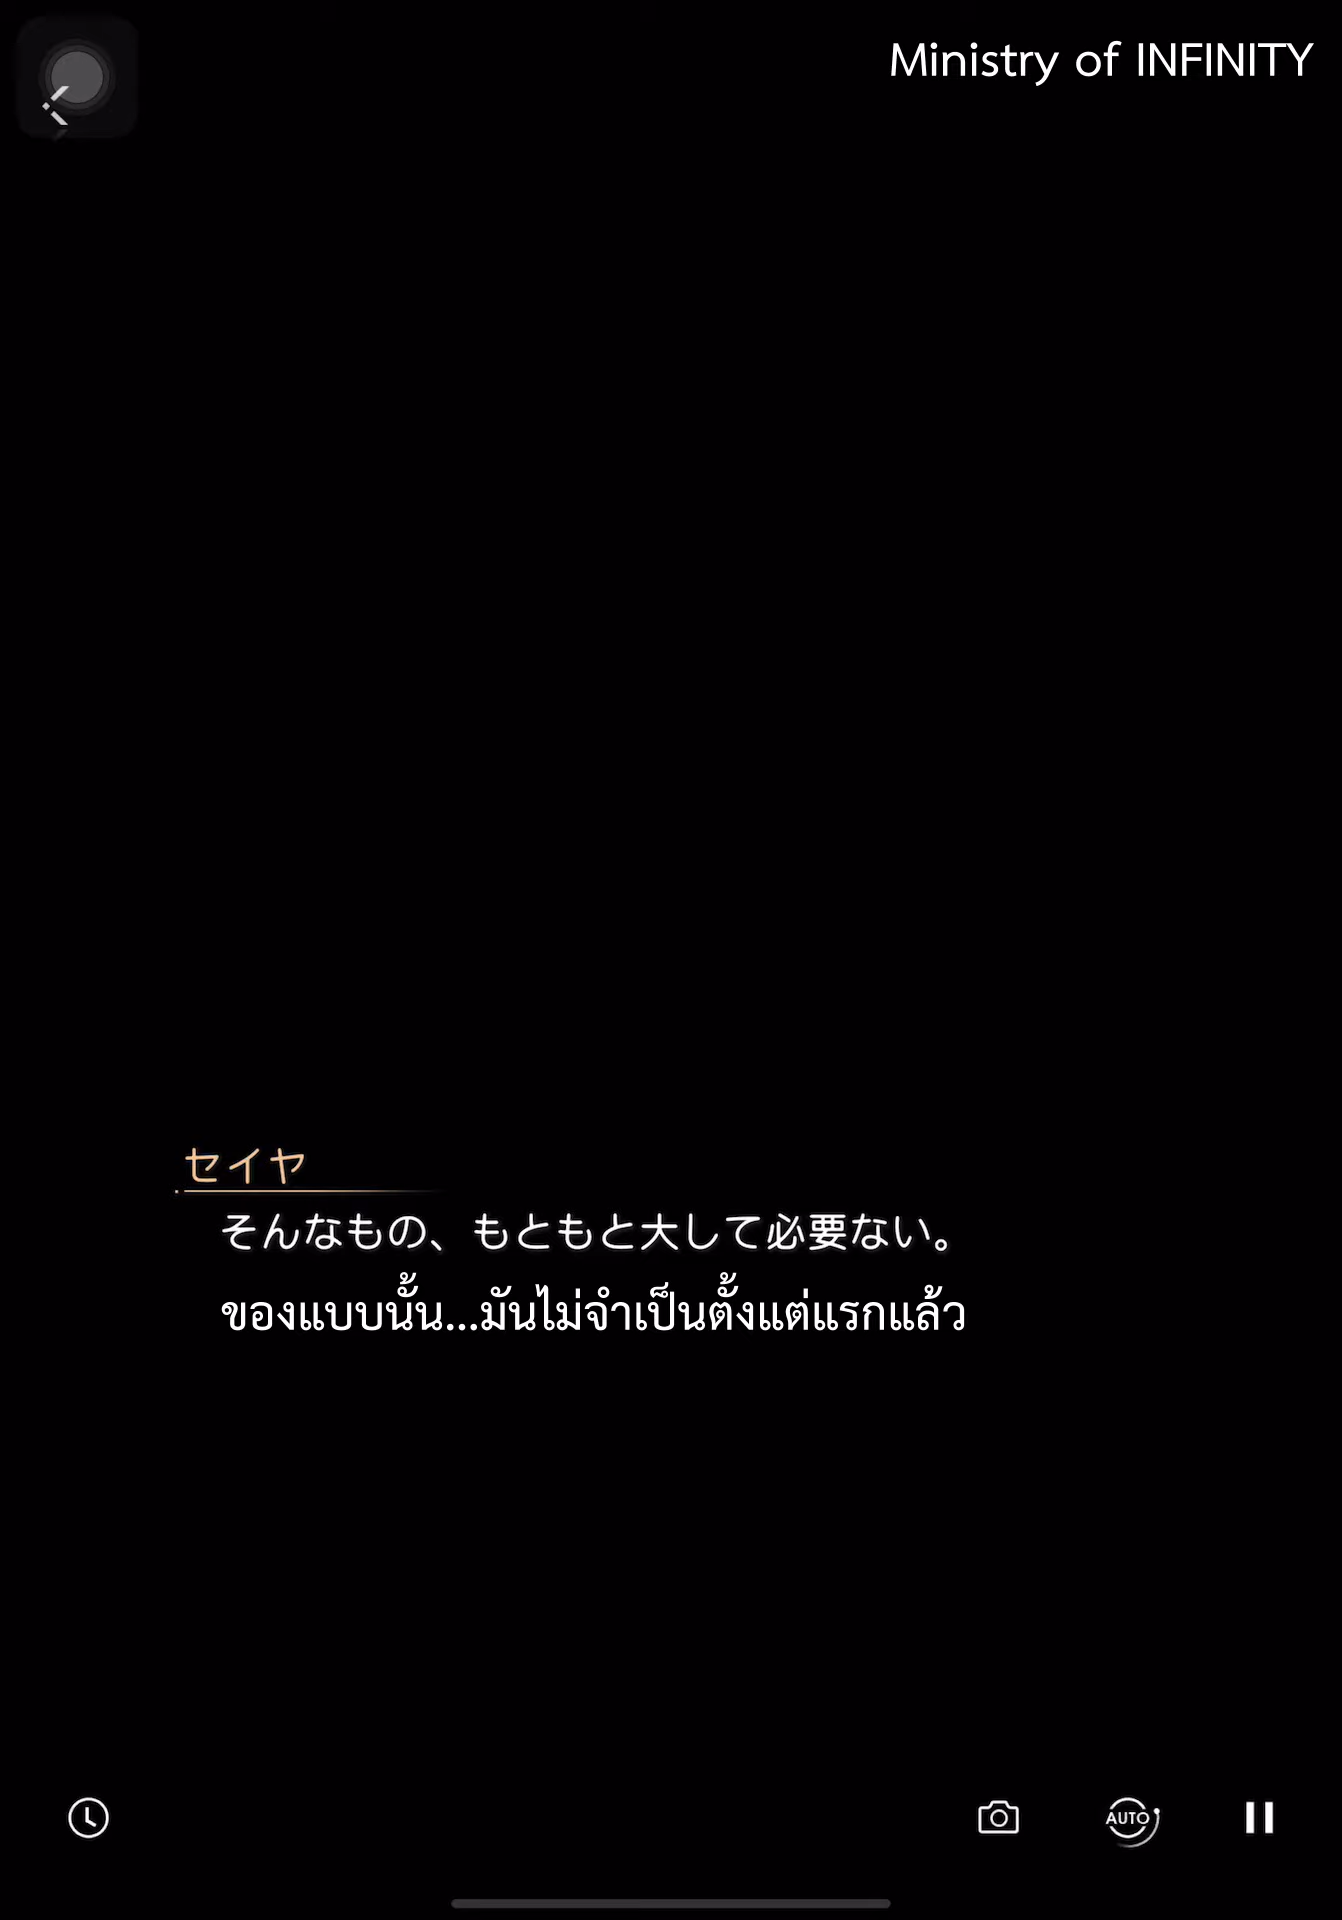 Ministry of INFINITY
セイヤ
そんなもの、もともと大して必要ない。
ของแบบนั้น...มันไม่จำเป็นตั้งแต่แรกแล้ว
AUTO